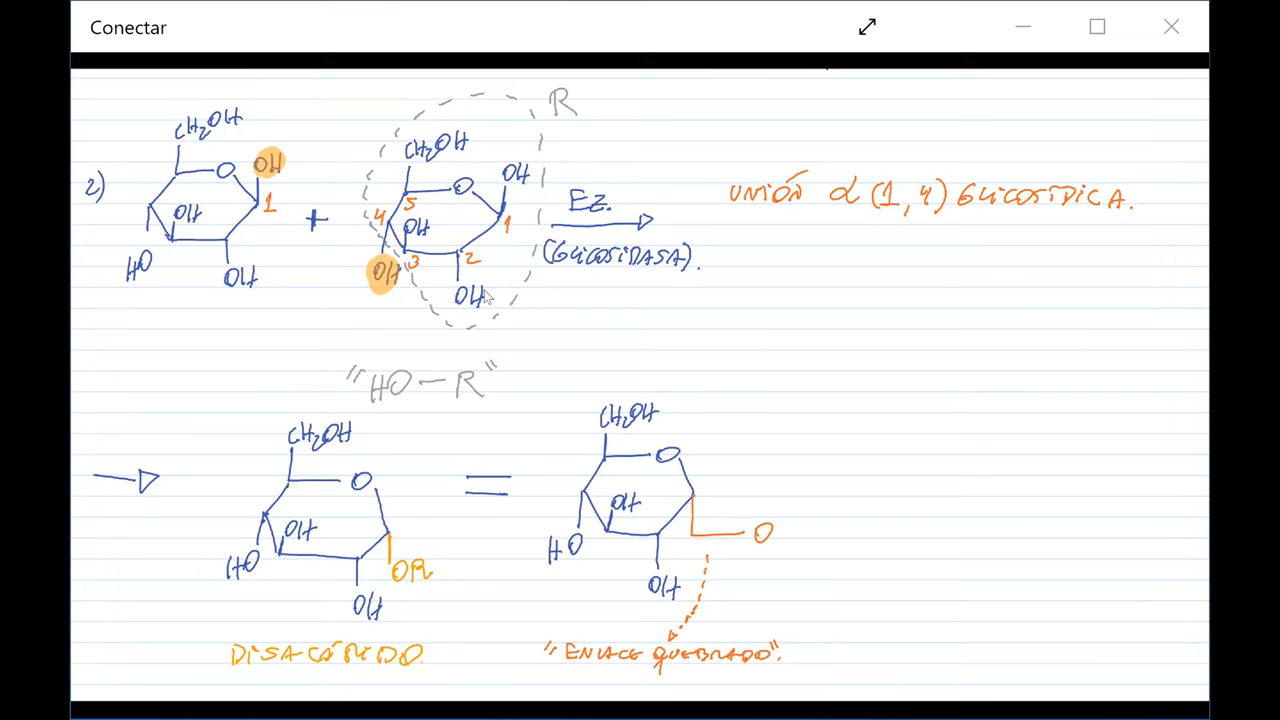 Conectar
2)
CH2OH
O
OH
1
OH
HO
OH
+
R
CH2OH
O
OH
5
4
OH
1
3
2
OH
OH
Ez.
(GLICOSIDASA).
UNIÓN α (1,4) GLICOSÍDICA.
"HO-R"
CH2OH
O
OH
HO
OR
OH
DISACÁRIDO.
=
CH2OH
O
OH
HO
O
OH
"ENLACE QUEBRADO".